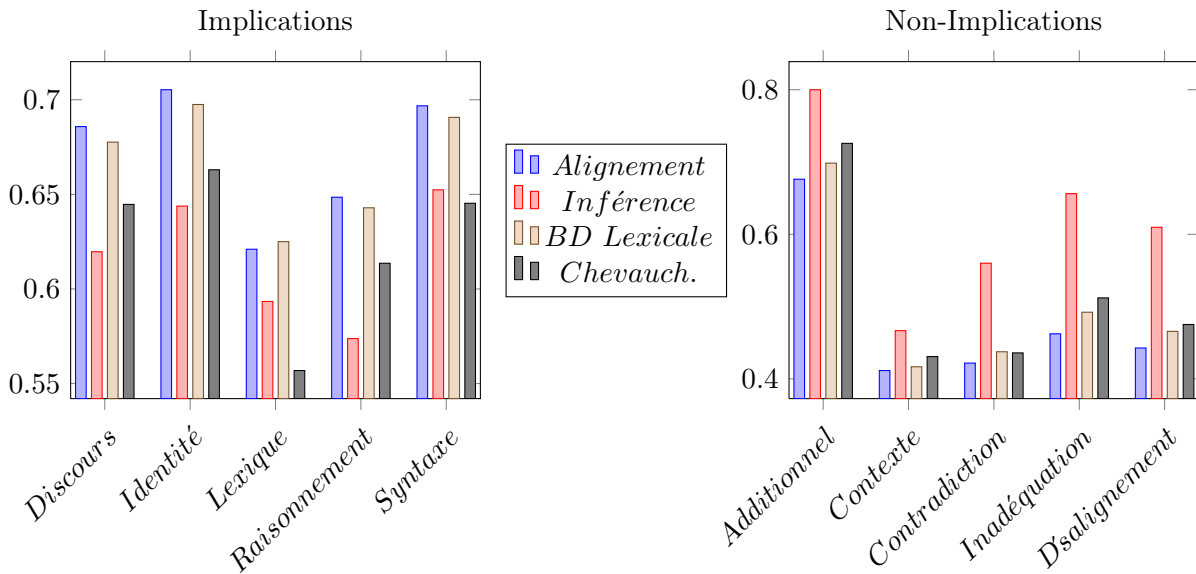 Implications
0.7
0.65
0.6
0.55
Discours
Identité
Lexique
Raisonnement
Syntaxe
Alignement
Inférence
BD Lexicale
Chevauch.
Non-Implications
0.8
0.6
0.4
Additionnel
Contexte
Contradiction
Inadéquation
D'salignement